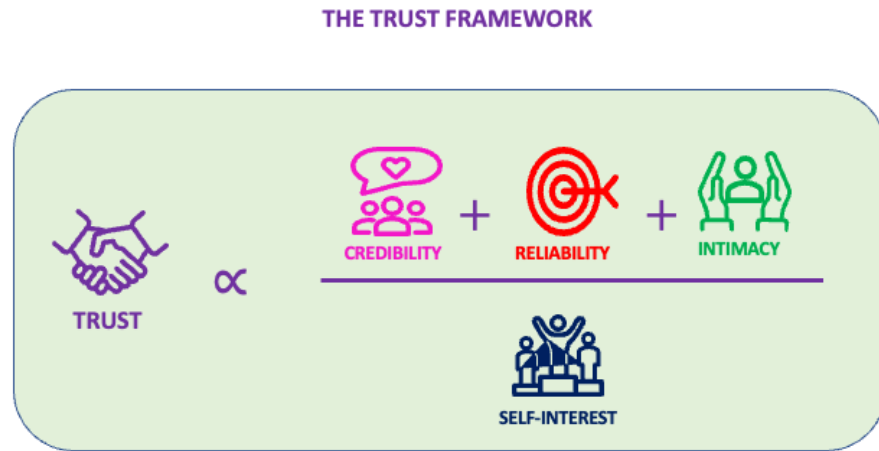 THE TRUST FRAMEWORK
TRUST
∝
CREDIBILITY
+
RELIABILITY
+
INTIMACY
SELF-INTEREST